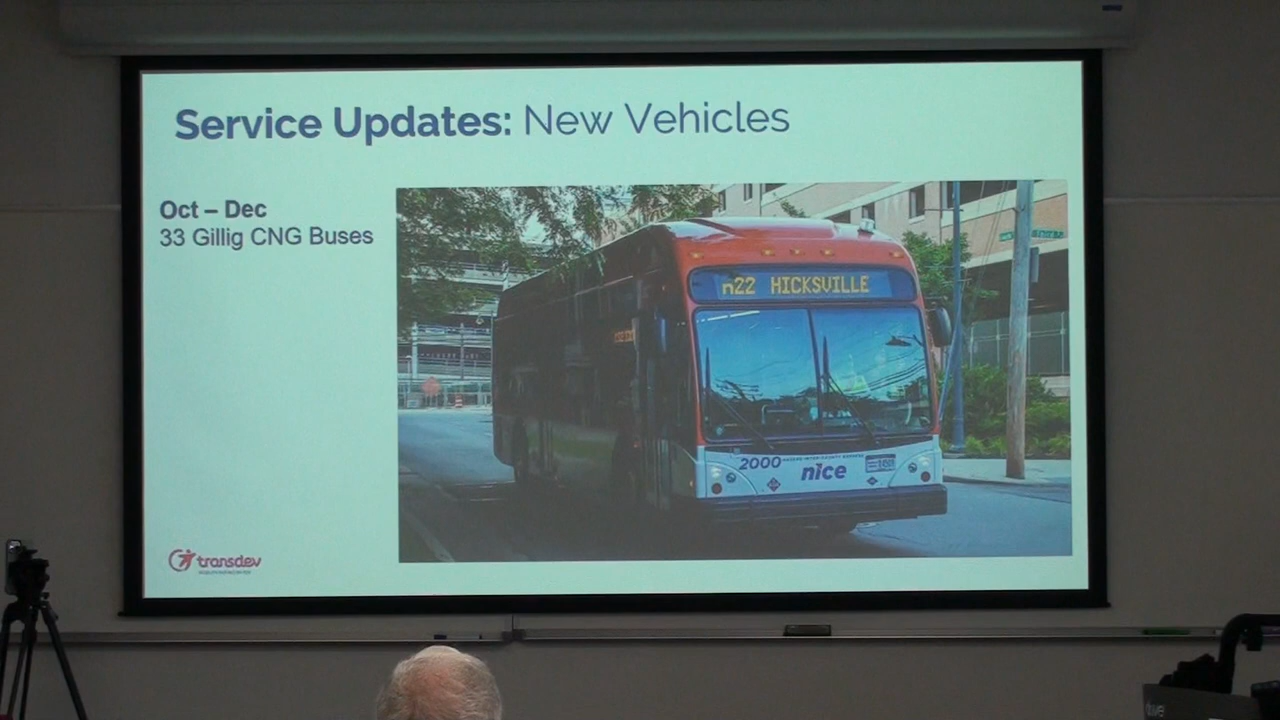 Service Updates: New Vehicles
Oct – Dec
33 Gillig CNG Buses
n22 HICKSVILLE
2000
nice
transdev